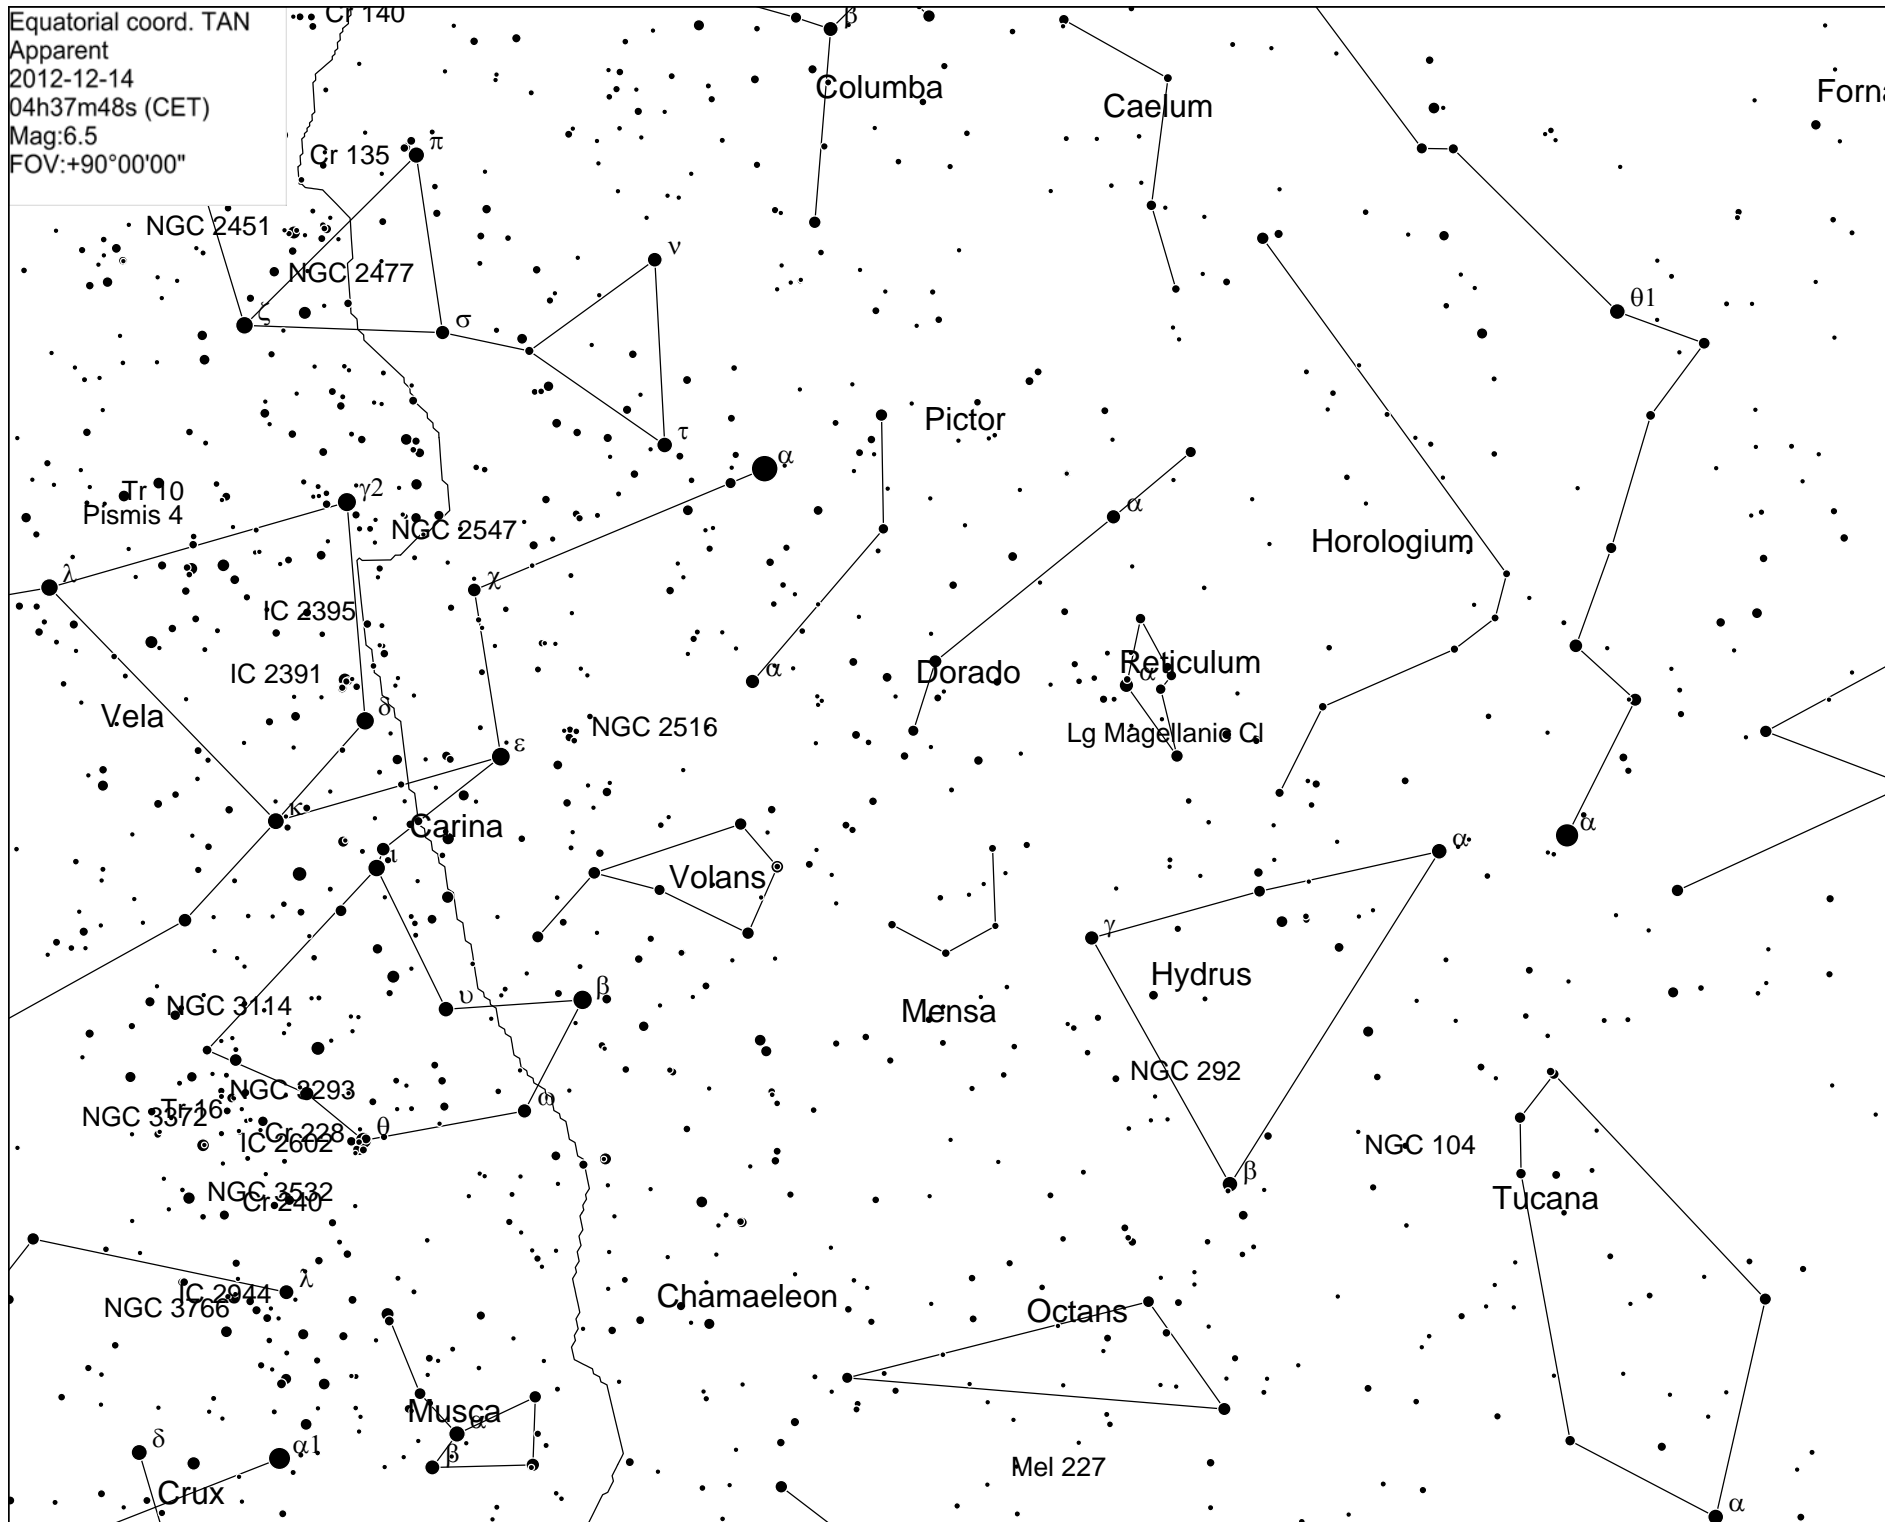 Equatorial coord. TAN
Apparent
2012-12-14
04h37m48s (CET)
Mag:6.5
FOV:+90°00'00"
Cr 140
β
Columba
Caelum
Forna
π
Cr 135
NGC 2451
ν
NGC 2477
θ1
ζ
σ
Pictor
τ
α
Tr 10
γ2
Pismis 4
α
NGC 2547
Horologium
λ
χ
IC 2395
Reticulum
IC 2391
α
Dorado
α
Vela
δ
NGC 2516
Lg Magellanic Cl
ε
κ
Carina
α
α
ι
Volans
γ
Hydrus
β
υ
NGC 3114
Mensa
NGC 292
NGC 3293
ω
Tr 16
NGC 3372
θ
Cr 228
IC 2602
NGC 104
β
NGC 3532
Cr 240
Tucana
λ
IC 2944
NGC 3766
Chamaeleon
Octans
Musca
α
δ
α1
β
Mel 227
Crux
α